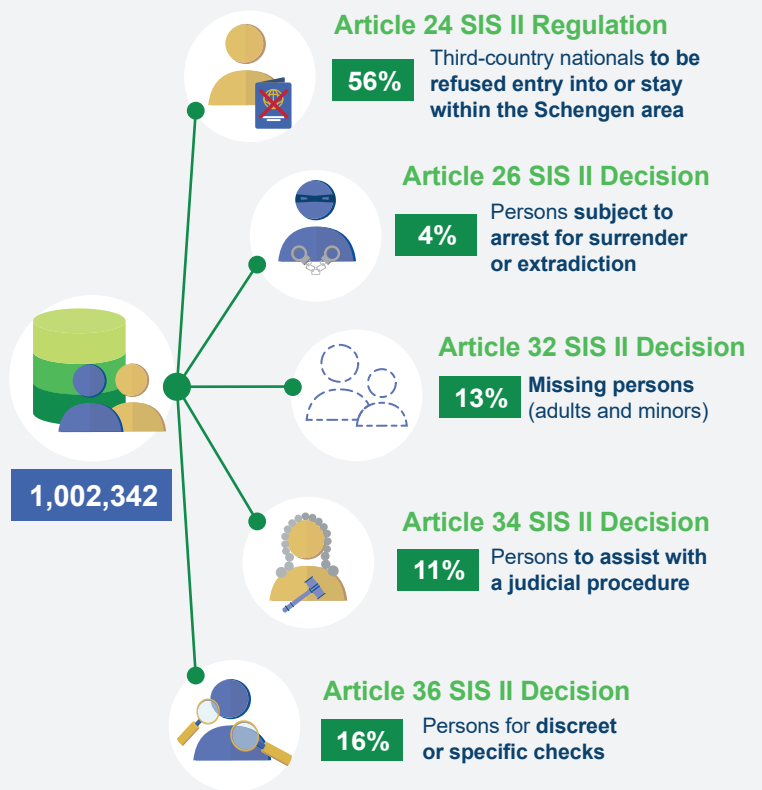 Article 24 SIS II Regulation
56%
Third-country nationals to be
refused entry into or stay
within the Schengen area
Article 26 SIS II Decision
4%
Persons subject to
arrest for surrender
or extradiction
Article 32 SIS II Decision
13%
Missing persons
(adults and minors)
1,002,342
Article 34 SIS II Decision
11%
Persons to assist with
a judicial procedure
Article 36 SIS II Decision
16%
Persons for discreet
or specific checks